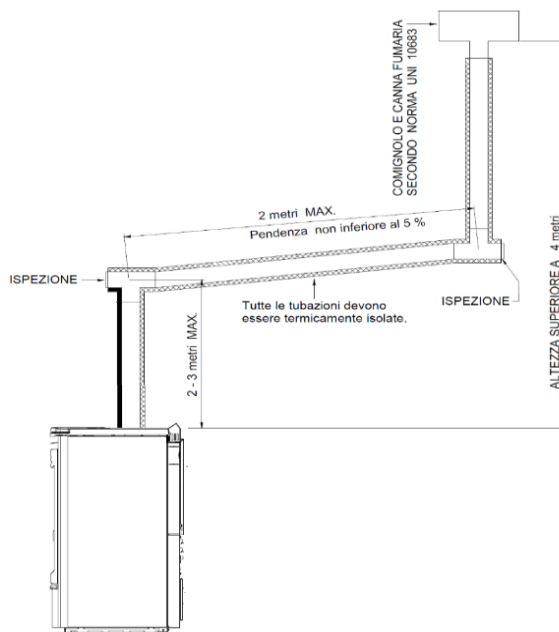 COMIGNOLO E CANNA FUMARIA
SECONDO NORMA UNI 10683
2 metri MAX.
Pendenza non inferiore al 5 %
ISPEZIONE
Tutte le tubazioni devono
essere termicamente isolate.
ISPEZIONE
2 - 3 metri MAX.
ALTEZZA SUPERIORE A 4 metri